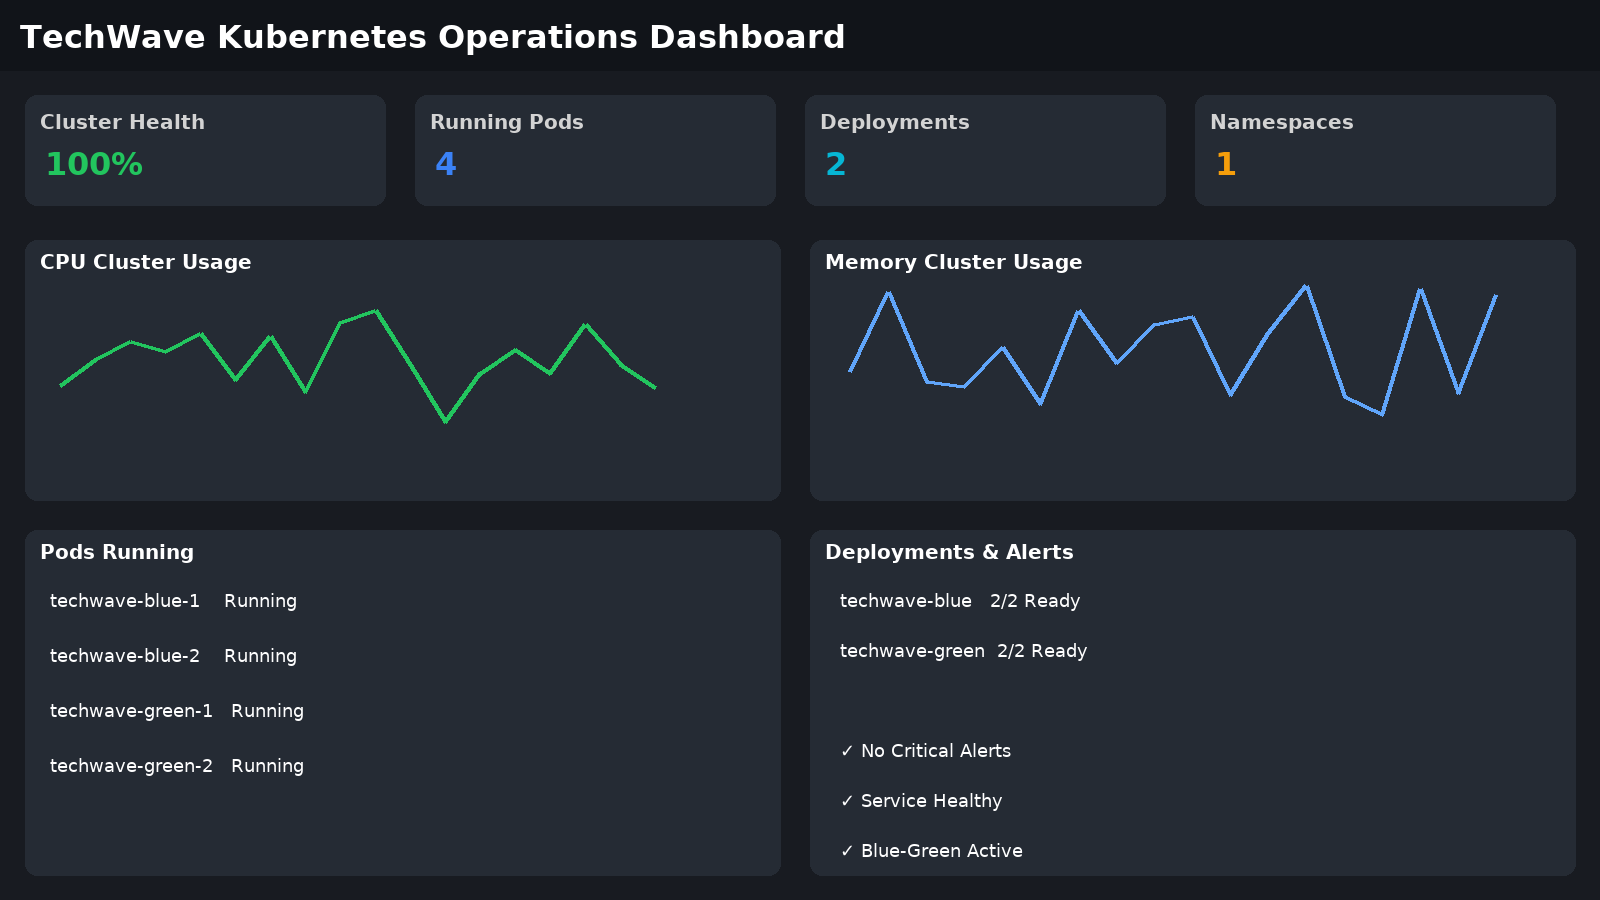 TechWave Kubernetes Operations Dashboard
Cluster Health
100%
Running Pods
4
Deployments
2
Namespaces
1
CPU Cluster Usage
Memory Cluster Usage
Pods Running
techwave-blue-1 Running
techwave-blue-2 Running
techwave-green-1 Running
techwave-green-2 Running
Deployments & Alerts
techwave-blue 2/2 Ready
techwave-green 2/2 Ready
✓ No Critical Alerts
✓ Service Healthy
✓ Blue-Green Active